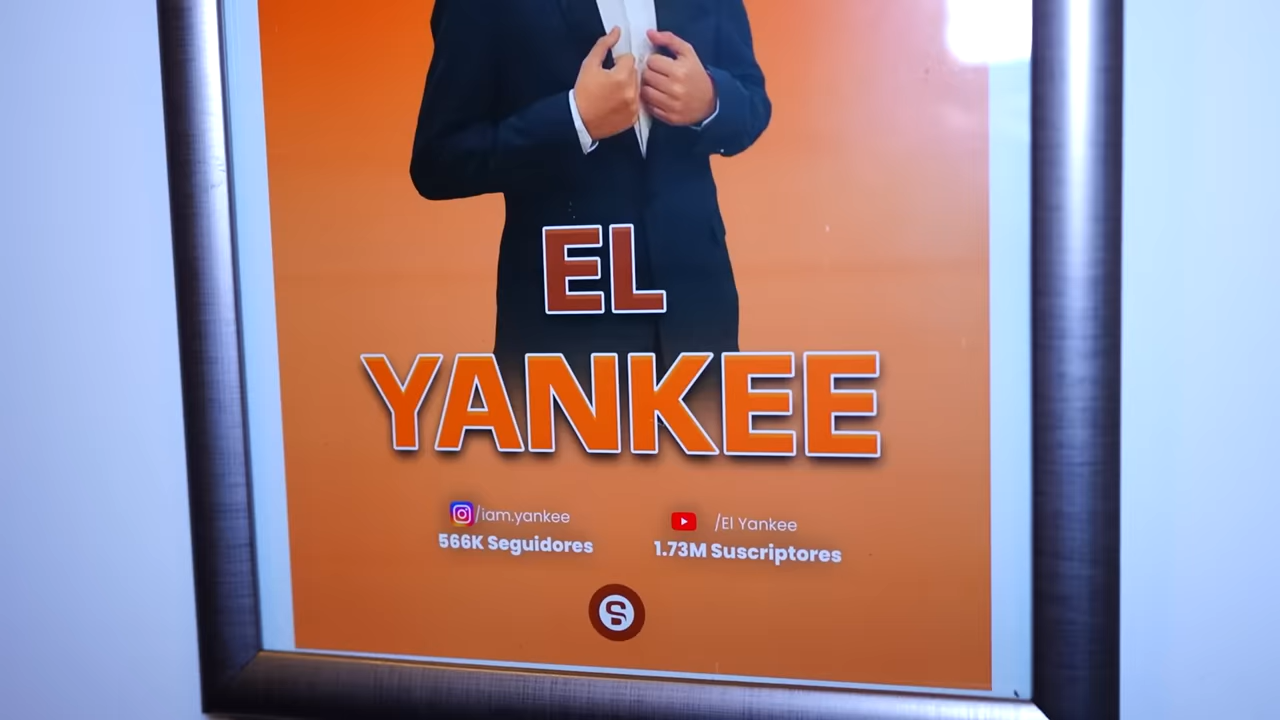 EL
YANKEE
/iam.yankee
566K Seguidores
/El Yankee
1.73M Suscriptores
S